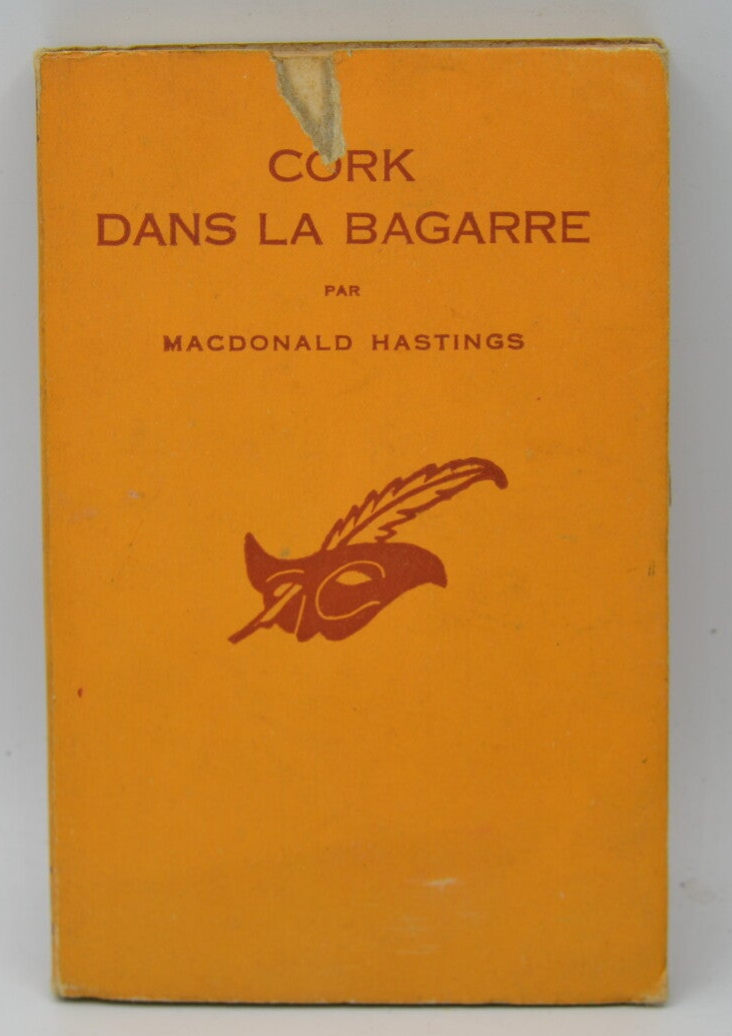 CORK
DANS LA BAGARRE
PAR
MACDONALD HASTINGS